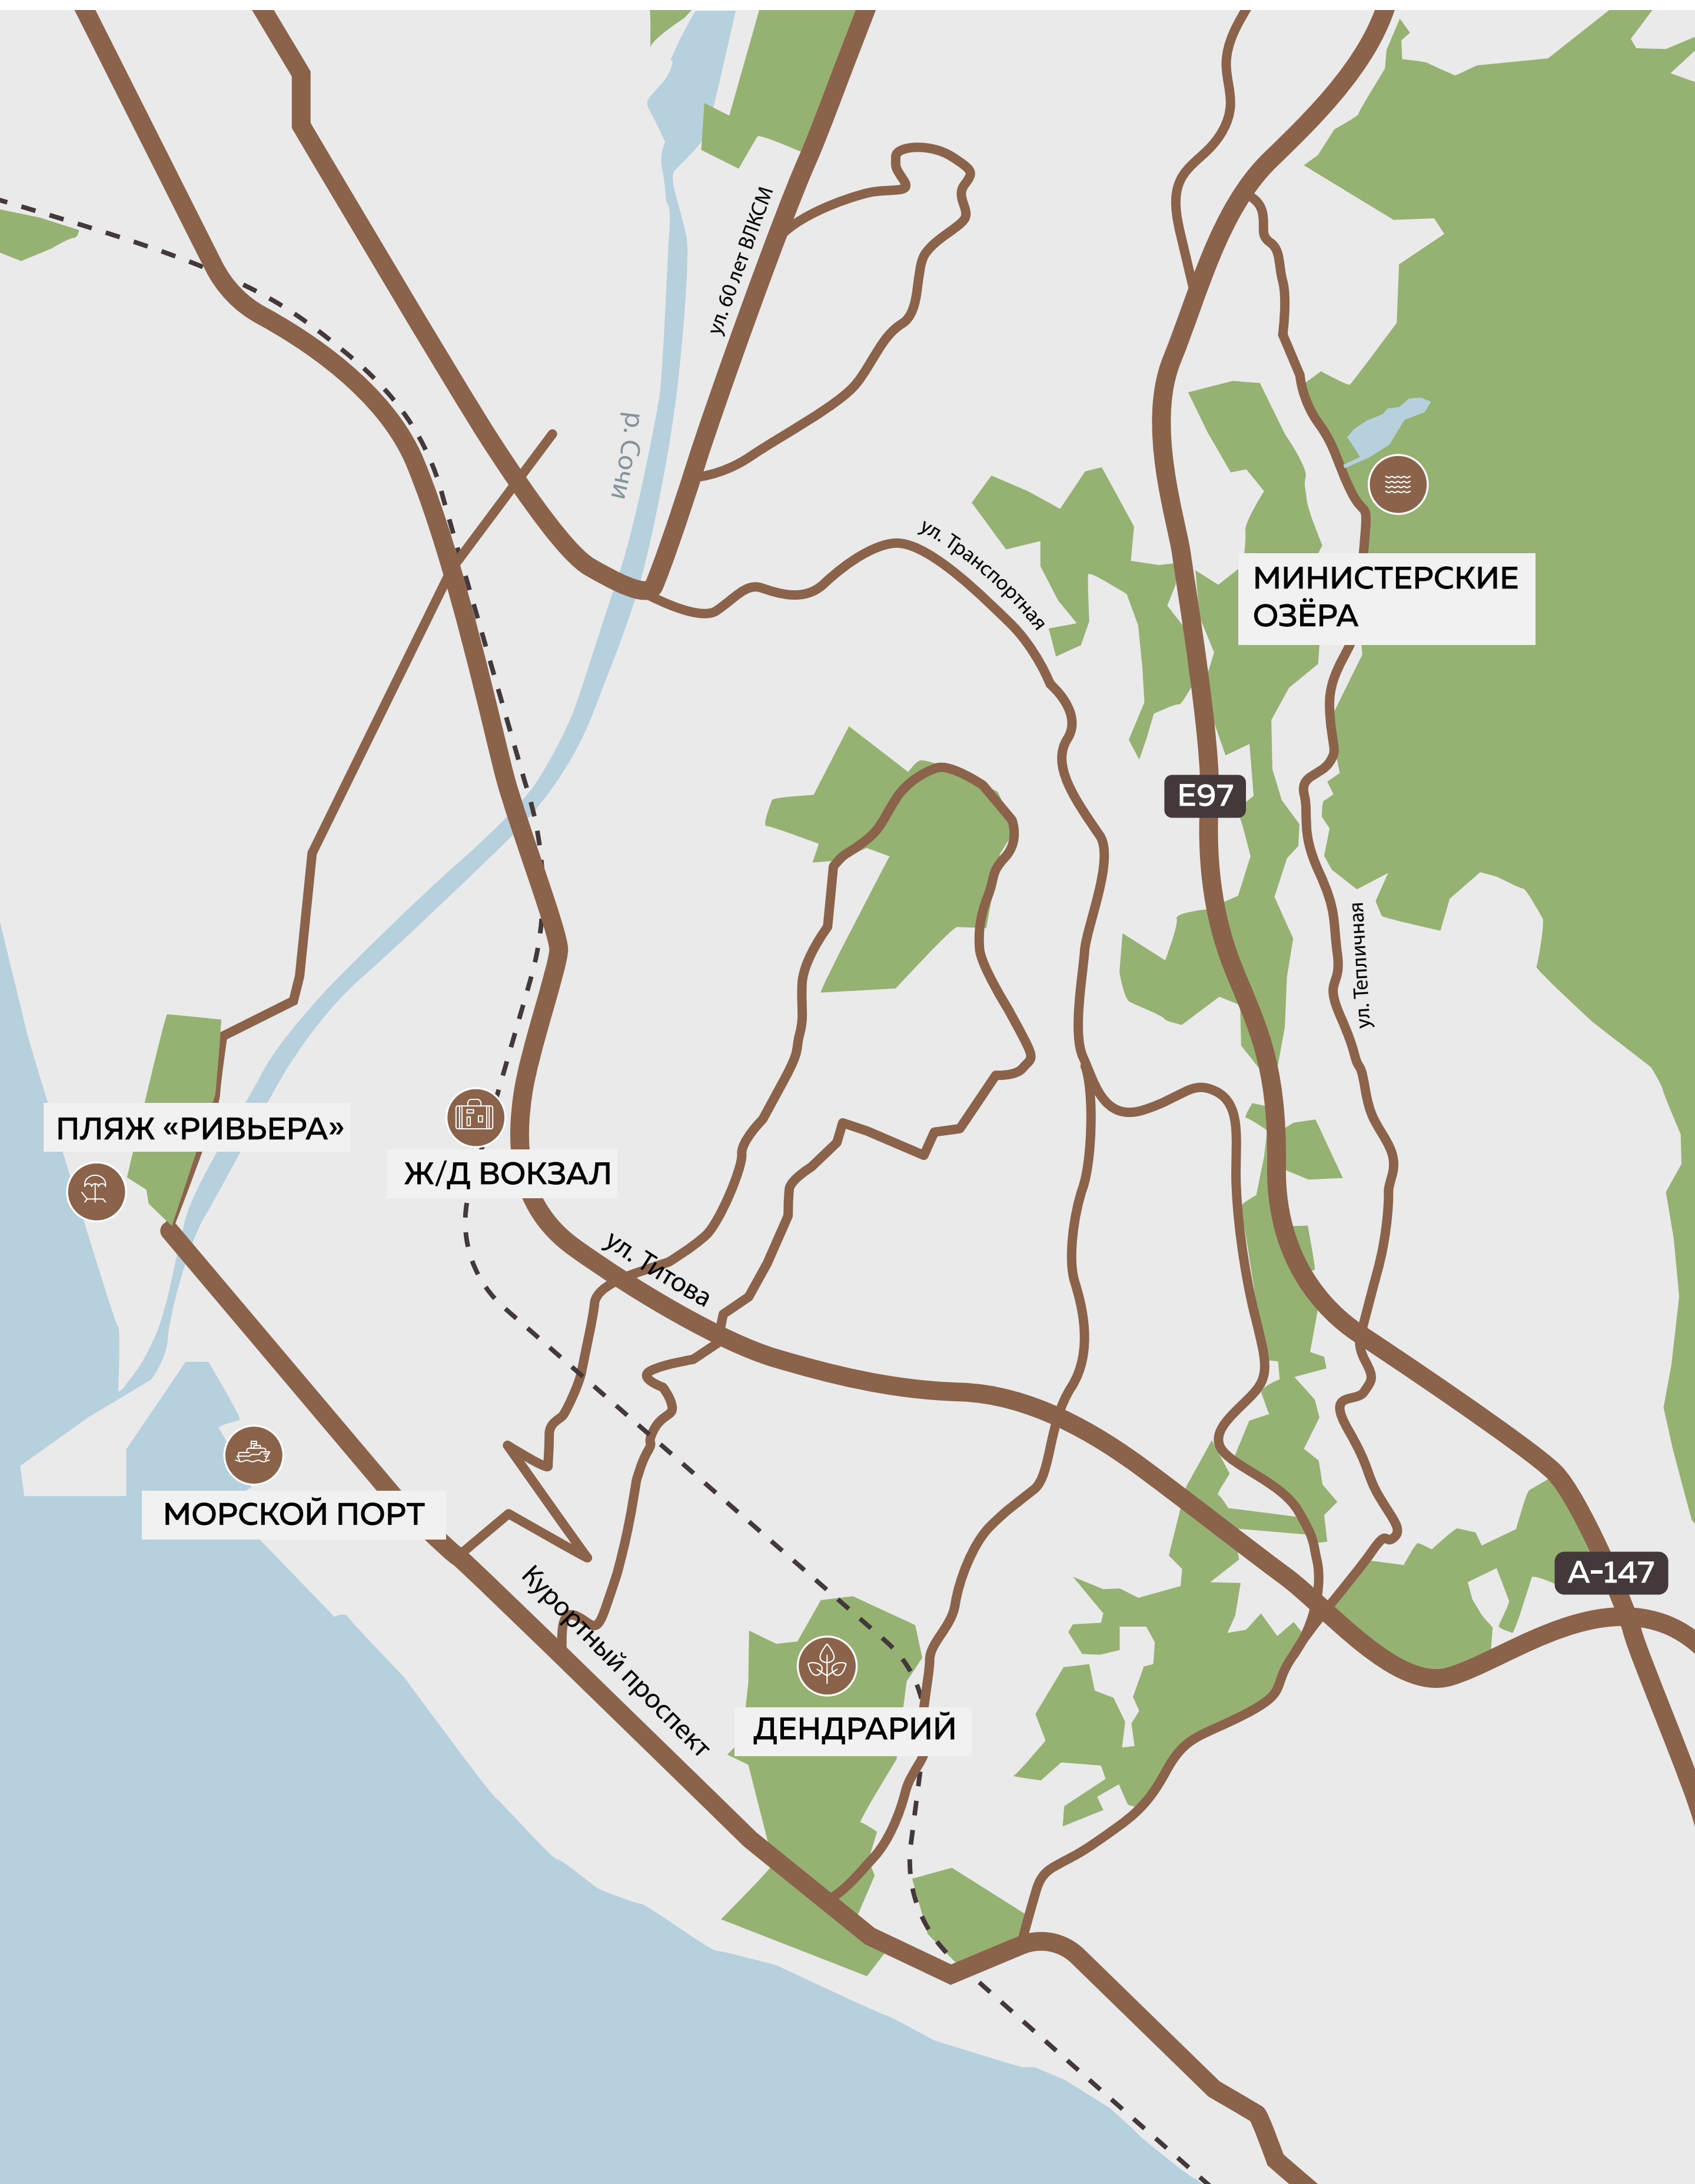 ул. 60 лет ВЛКСМ
р. Сочи
ул. Транспортная
МИНИСТЕРСКИЕ
ОЗЁРА
E97
ул. Тепличная
ПЛЯЖ «РИВЬЕРА»
Ж/Д ВОКЗАЛ
ул. Титова
МОРСКОЙ ПОРТ
А-147
Курортный проспект
ДЕНДРАРИЙ